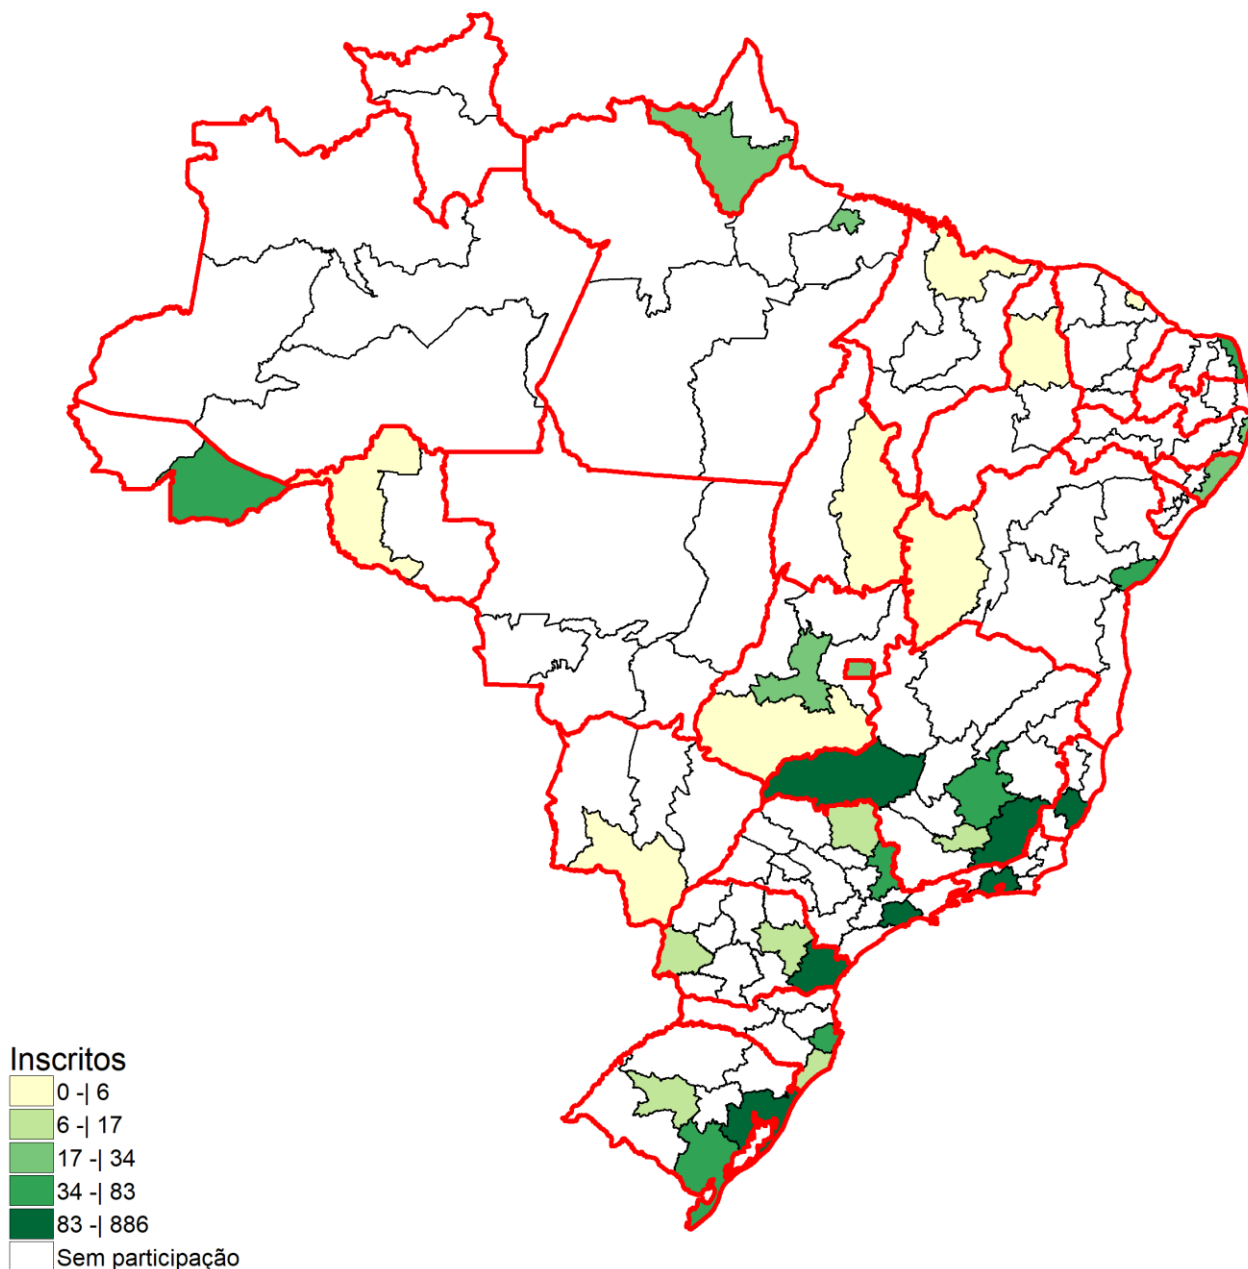 Inscritos
0 -| 6
6 -| 17
17 -| 34
34 -| 83
83 -| 886
Sem participação